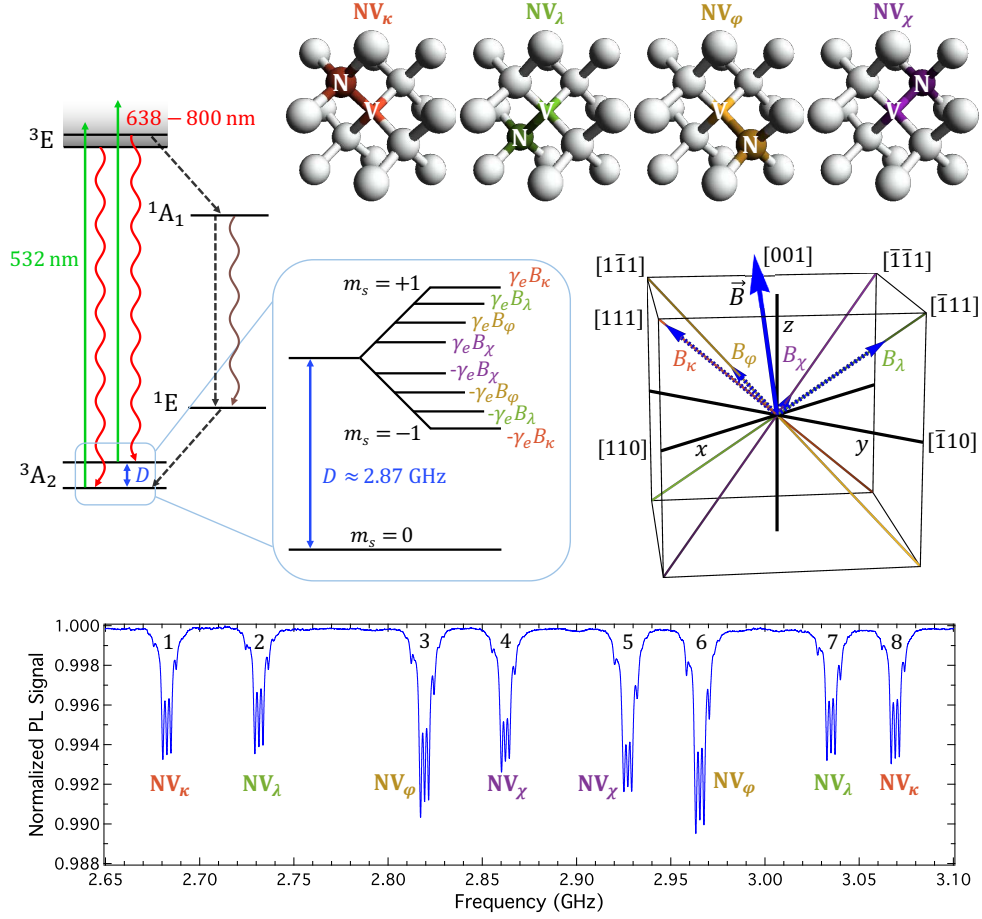 NVκ NVλ NVφ NVχ
N V
V N
V N
N V
638 – 800 nm
³E
¹A₁
532 nm
¹E
³A₂
D
mₛ = +1
γₑBκ
γₑBλ
γₑBφ
γₑBχ
-γₑBχ
-γₑBφ
-γₑBλ
-γₑBκ
mₛ = −1
D ≈ 2.87 GHz
mₛ = 0
[001]
[11̅1] [1̅1̅1]
B⃗
[111] [1̅11]
z
Bκ Bφ Bχ Bλ
[110] x y [1̅10]
Normalized PL Signal
1.000
0.998
0.996
0.994
0.992
0.990
0.988
1 2 3 4 5 6 7 8
NVκ NVλ NVφ NVχ NVχ NVφ NVλ NVκ
2.65 2.70 2.75 2.80 2.85 2.90 2.95 3.00 3.05 3.10
Frequency (GHz)